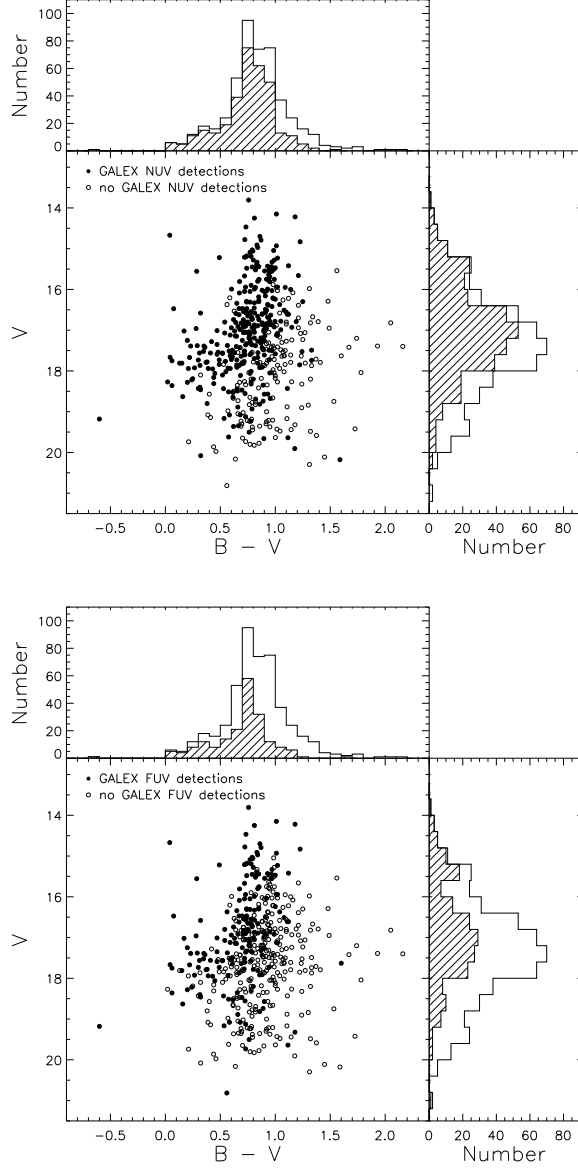 Number
100
80
60
40
20
0
GALEX NUV detections
no GALEX NUV detections
V
14
16
18
20
-0.5 0.0 0.5 1.0 1.5 2.0
B - V
0 20 40 60 80
Number
Number
100
80
60
40
20
0
GALEX FUV detections
no GALEX FUV detections
V
14
16
18
20
-0.5 0.0 0.5 1.0 1.5 2.0
B - V
0 20 40 60 80
Number